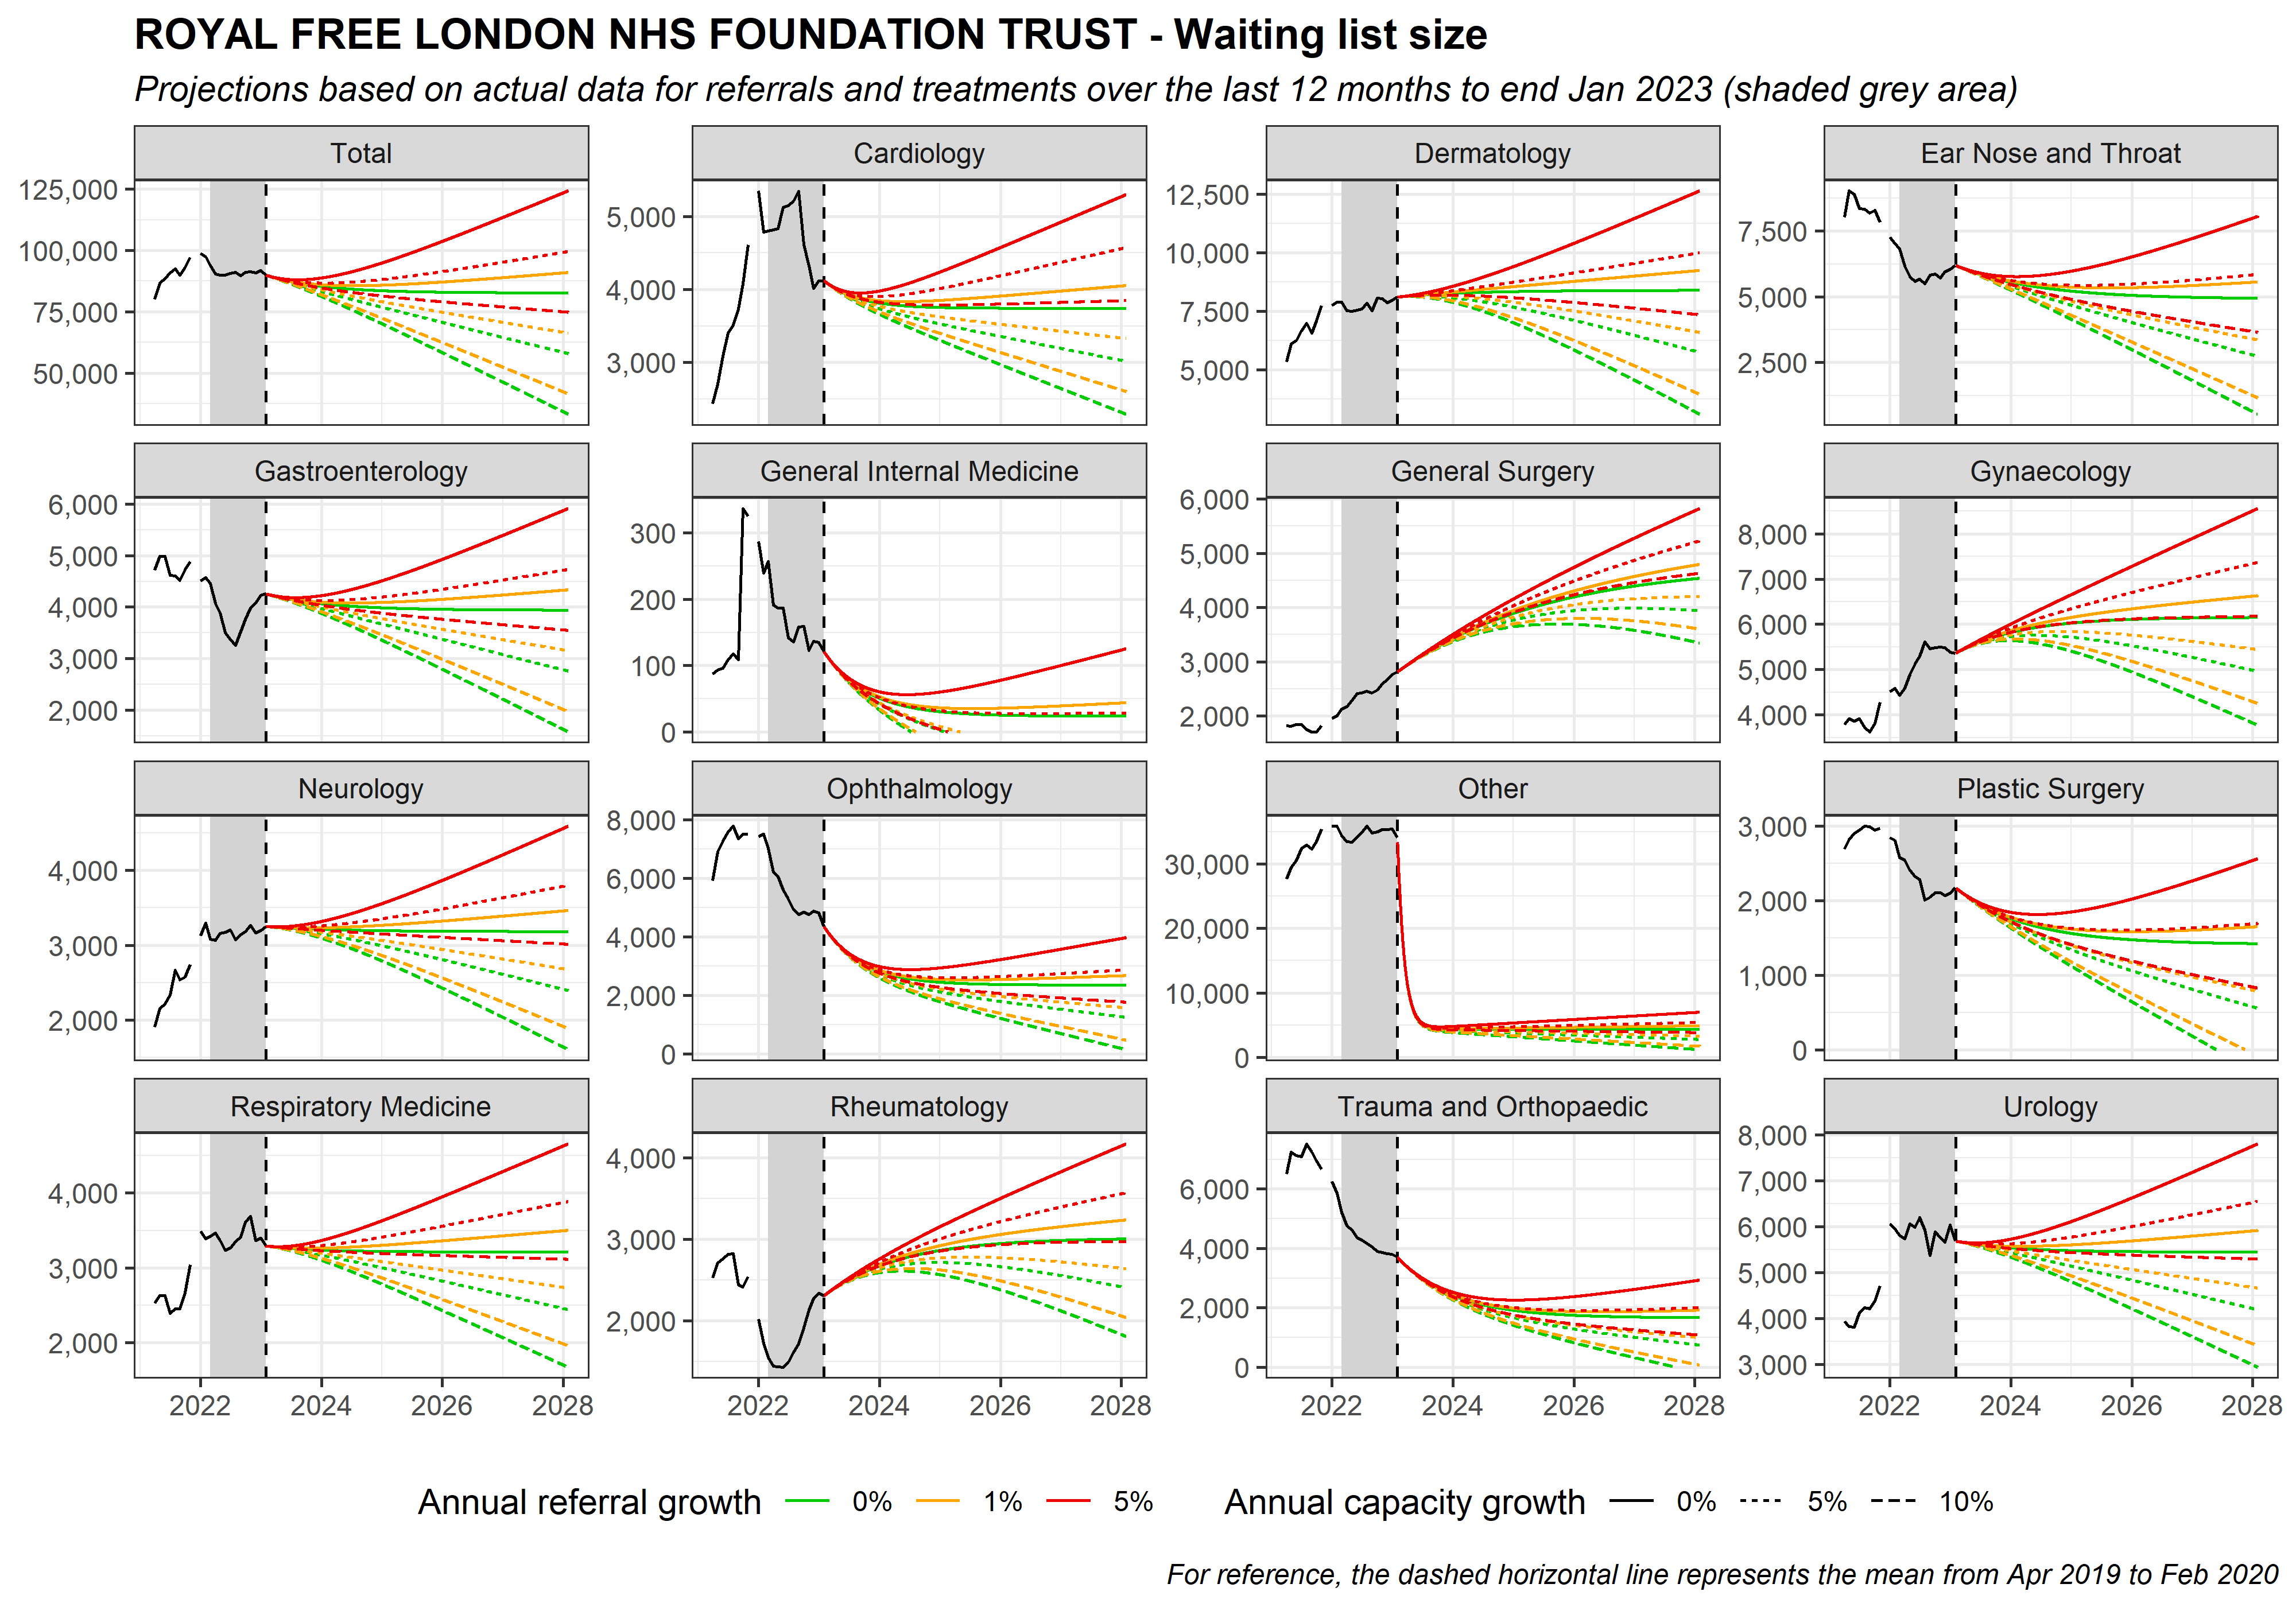 ROYAL FREE LONDON NHS FOUNDATION TRUST - Waiting list size
Projections based on actual data for referrals and treatments over the last 12 months to end Jan 2023 (shaded grey area)
Total
Cardiology
Dermatology
Ear Nose and Throat
125,000
100,000
75,000
50,000
5,000
4,000
3,000
12,500
10,000
7,500
5,000
7,500
5,000
2,500
Gastroenterology
General Internal Medicine
General Surgery
Gynaecology
6,000
5,000
4,000
3,000
2,000
300
200
100
0
6,000
5,000
4,000
3,000
2,000
8,000
7,000
6,000
5,000
4,000
Neurology
Ophthalmology
Other
Plastic Surgery
4,000
3,000
2,000
8,000
6,000
4,000
2,000
0
30,000
20,000
10,000
0
3,000
2,000
1,000
0
Respiratory Medicine
Rheumatology
Trauma and Orthopaedic
Urology
4,000
3,000
2,000
4,000
3,000
2,000
6,000
4,000
2,000
0
8,000
7,000
6,000
5,000
4,000
3,000
2022 2024 2026 2028
2022 2024 2026 2028
2022 2024 2026 2028
2022 2024 2026 2028
Annual referral growth 0% 1% 5%
Annual capacity growth 0% 5% 10%
For reference, the dashed horizontal line represents the mean from Apr 2019 to Feb 2020